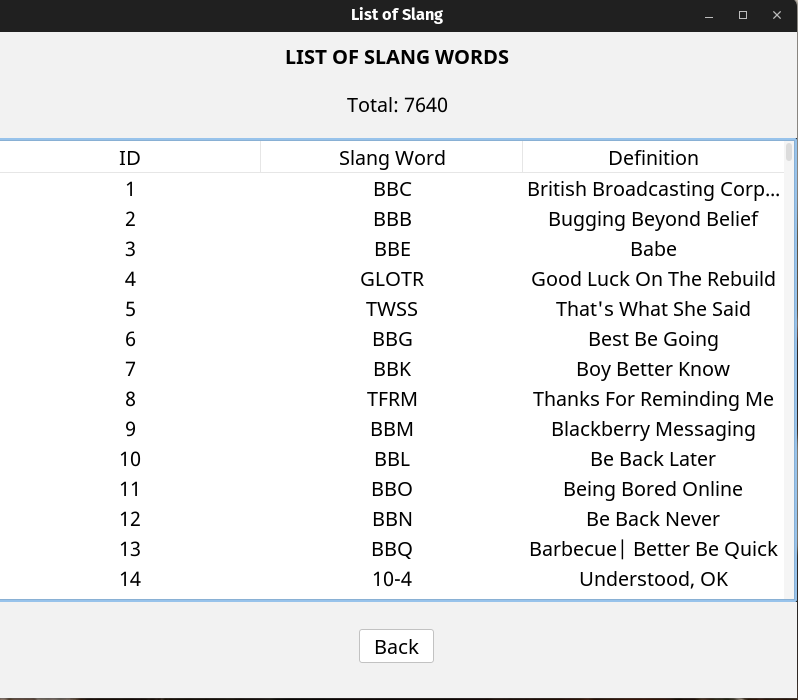 List of Slang
LIST OF SLANG WORDS
Total: 7640
ID Slang Word Definition
1 BBC British Broadcasting Corp...
2 BBB Bugging Beyond Belief
3 BBE Babe
4 GLOTR Good Luck On The Rebuild
5 TWSS That's What She Said
6 BBG Best Be Going
7 BBK Boy Better Know
8 TFRM Thanks For Reminding Me
9 BBM Blackberry Messaging
10 BBL Be Back Later
11 BBO Being Bored Online
12 BBN Be Back Never
13 BBQ Barbecue| Better Be Quick
14 10-4 Understood, OK
Back